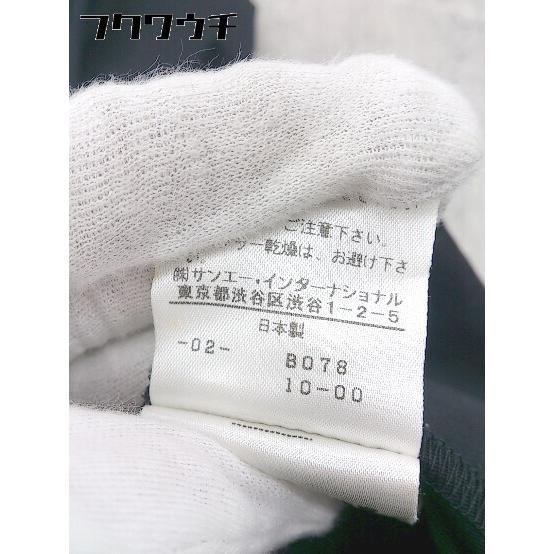 フクワウチ
ご注意下さい。
ー乾燥は、お避け下さ
㈱サンエー・インターナショナル
東京都渋谷区渋谷1-2-5
日本製
-02- B078
10-00